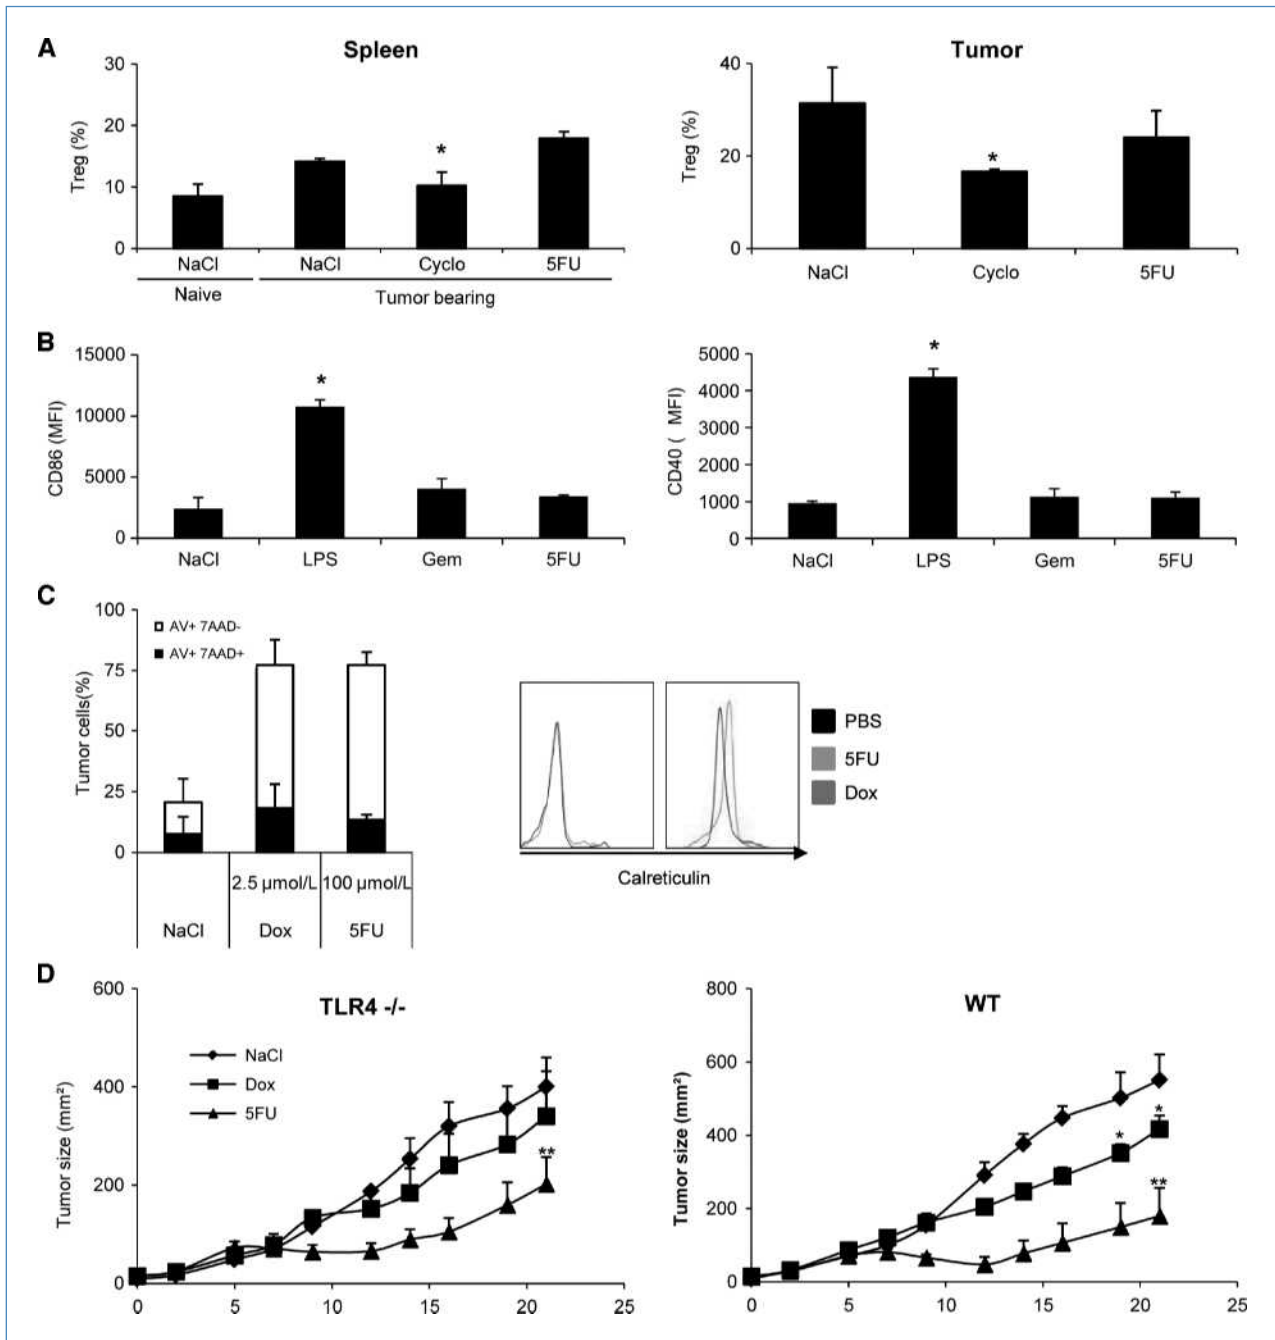 A
Spleen
Tumor
Treg (%)
30
20
10
0
NaCl NaCl Cyclo 5FU
Naive Tumor bearing
*
Treg (%)
40
20
0
NaCl Cyclo 5FU
*
B
CD86 (MFI)
15000
10000
5000
0
NaCl LPS Gem 5FU
*
CD40 ( MFI)
5000
4000
3000
2000
1000
0
NaCl LPS Gem 5FU
*
C
Tumor cells(%)
100
75
50
25
0
AV+ 7AAD-
AV+ 7AAD+
2.5 µmol/L 100 µmol/L
NaCl Dox 5FU
PBS
5FU
Dox
Calreticulin
D
TLR4 -/-
Tumor size (mm²)
600
400
200
0
NaCl
Dox
5FU
**
0 5 10 15 20 25
WT
Tumor size (mm²)
800
600
400
200
0
*
*
**
0 5 10 15 20 25